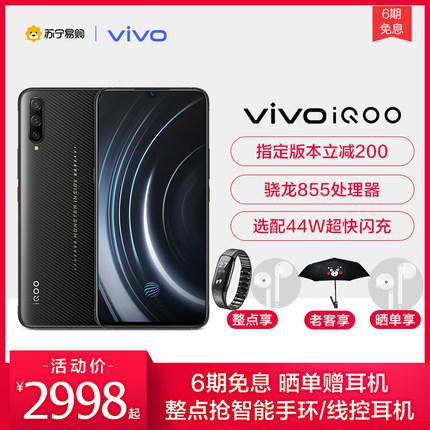 苏宁易购
vivo
6期
免息
vivo iQOO
指定版本立减200
骁龙855处理器
选配44W超快闪充
MONSTER INSIDE
iQOO
整点享
老客享
晒单享
活动价
¥2998起
6期免息 晒单赠耳机
整点抢智能手环/线控耳机